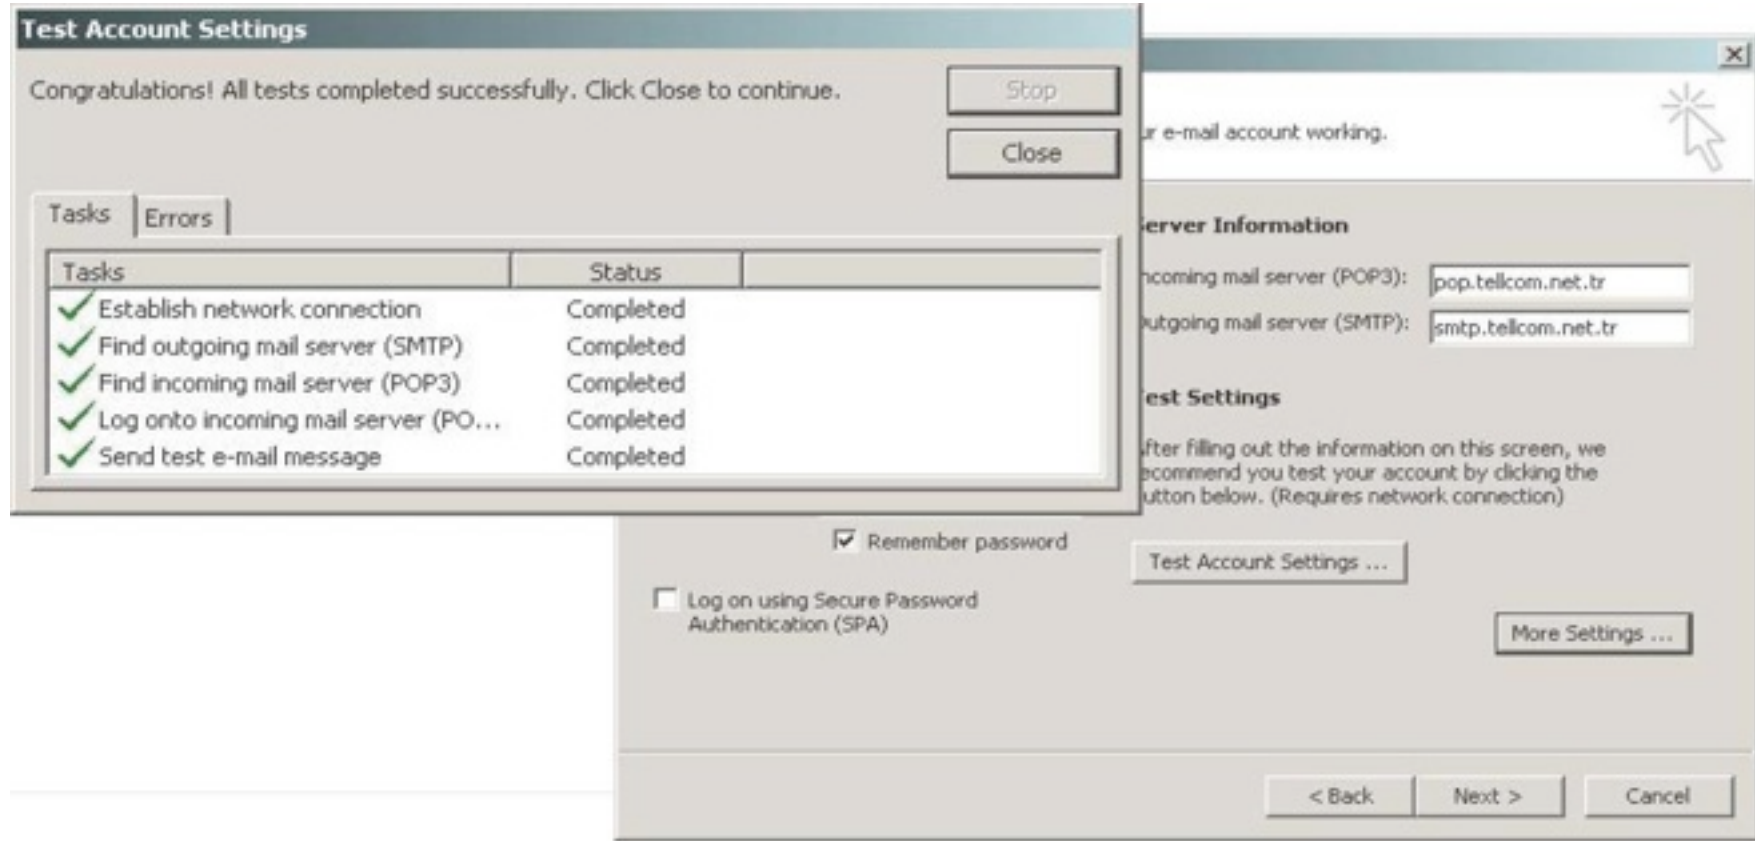 Test Account Settings
Congratulations! All tests completed successfully. Click Close to continue.
Stop
Close
Tasks
Errors
Tasks Status
Establish network connection Completed
Find outgoing mail server (SMTP) Completed
Find incoming mail server (POP3) Completed
Log onto incoming mail server (PO... Completed
Send test e-mail message Completed
r e-mail account working.
erver Information
ncoming mail server (POP3): pop.tellcom.net.tr
utgoing mail server (SMTP): smtp.tellcom.net.tr
est Settings
fter filling out the information on this screen, we
ecommend you test your account by clicking the
utton below. (Requires network connection)
Remember password
Test Account Settings ...
Log on using Secure Password
Authentication (SPA)
More Settings ...
< Back
Next >
Cancel